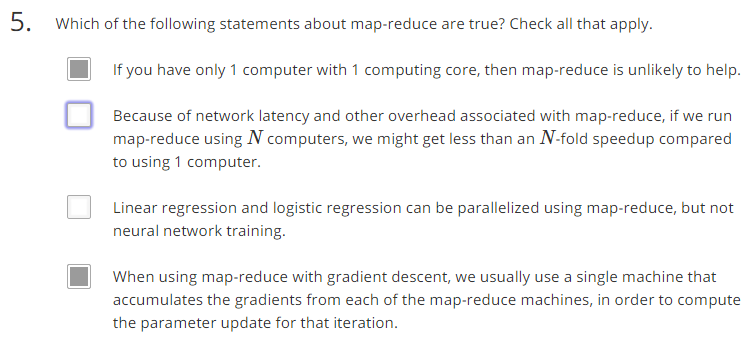 5. Which of the following statements about map-reduce are true? Check all that apply.
If you have only 1 computer with 1 computing core, then map-reduce is unlikely to help.
Because of network latency and other overhead associated with map-reduce, if we run
map-reduce using N computers, we might get less than an N-fold speedup compared
to using 1 computer.
Linear regression and logistic regression can be parallelized using map-reduce, but not
neural network training.
When using map-reduce with gradient descent, we usually use a single machine that
accumulates the gradients from each of the map-reduce machines, in order to compute
the parameter update for that iteration.